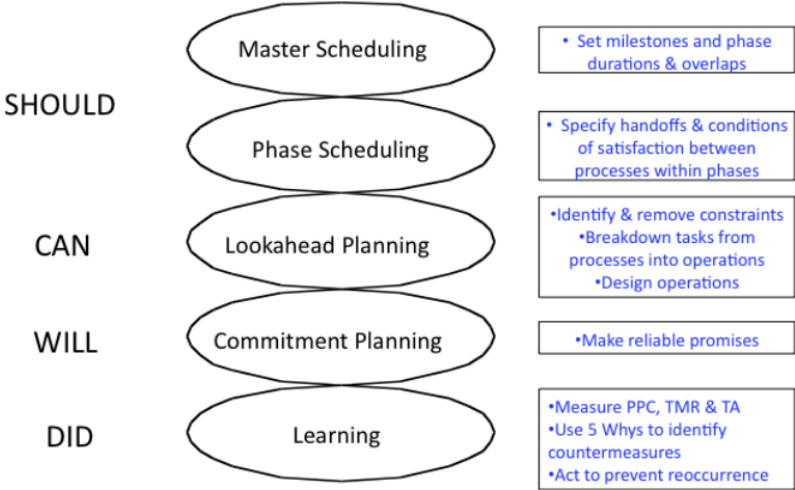 Master Scheduling
• Set milestones and phase
durations & overlaps
SHOULD
Phase Scheduling
• Specify handoffs & conditions
of satisfaction between
processes within phases
CAN
Lookahead Planning
•Identify & remove constraints
•Breakdown tasks from
processes into operations
•Design operations
WILL
Commitment Planning
•Make reliable promises
DID
Learning
•Measure PPC, TMR & TA
•Use 5 Whys to identify
countermeasures
•Act to prevent reoccurrence